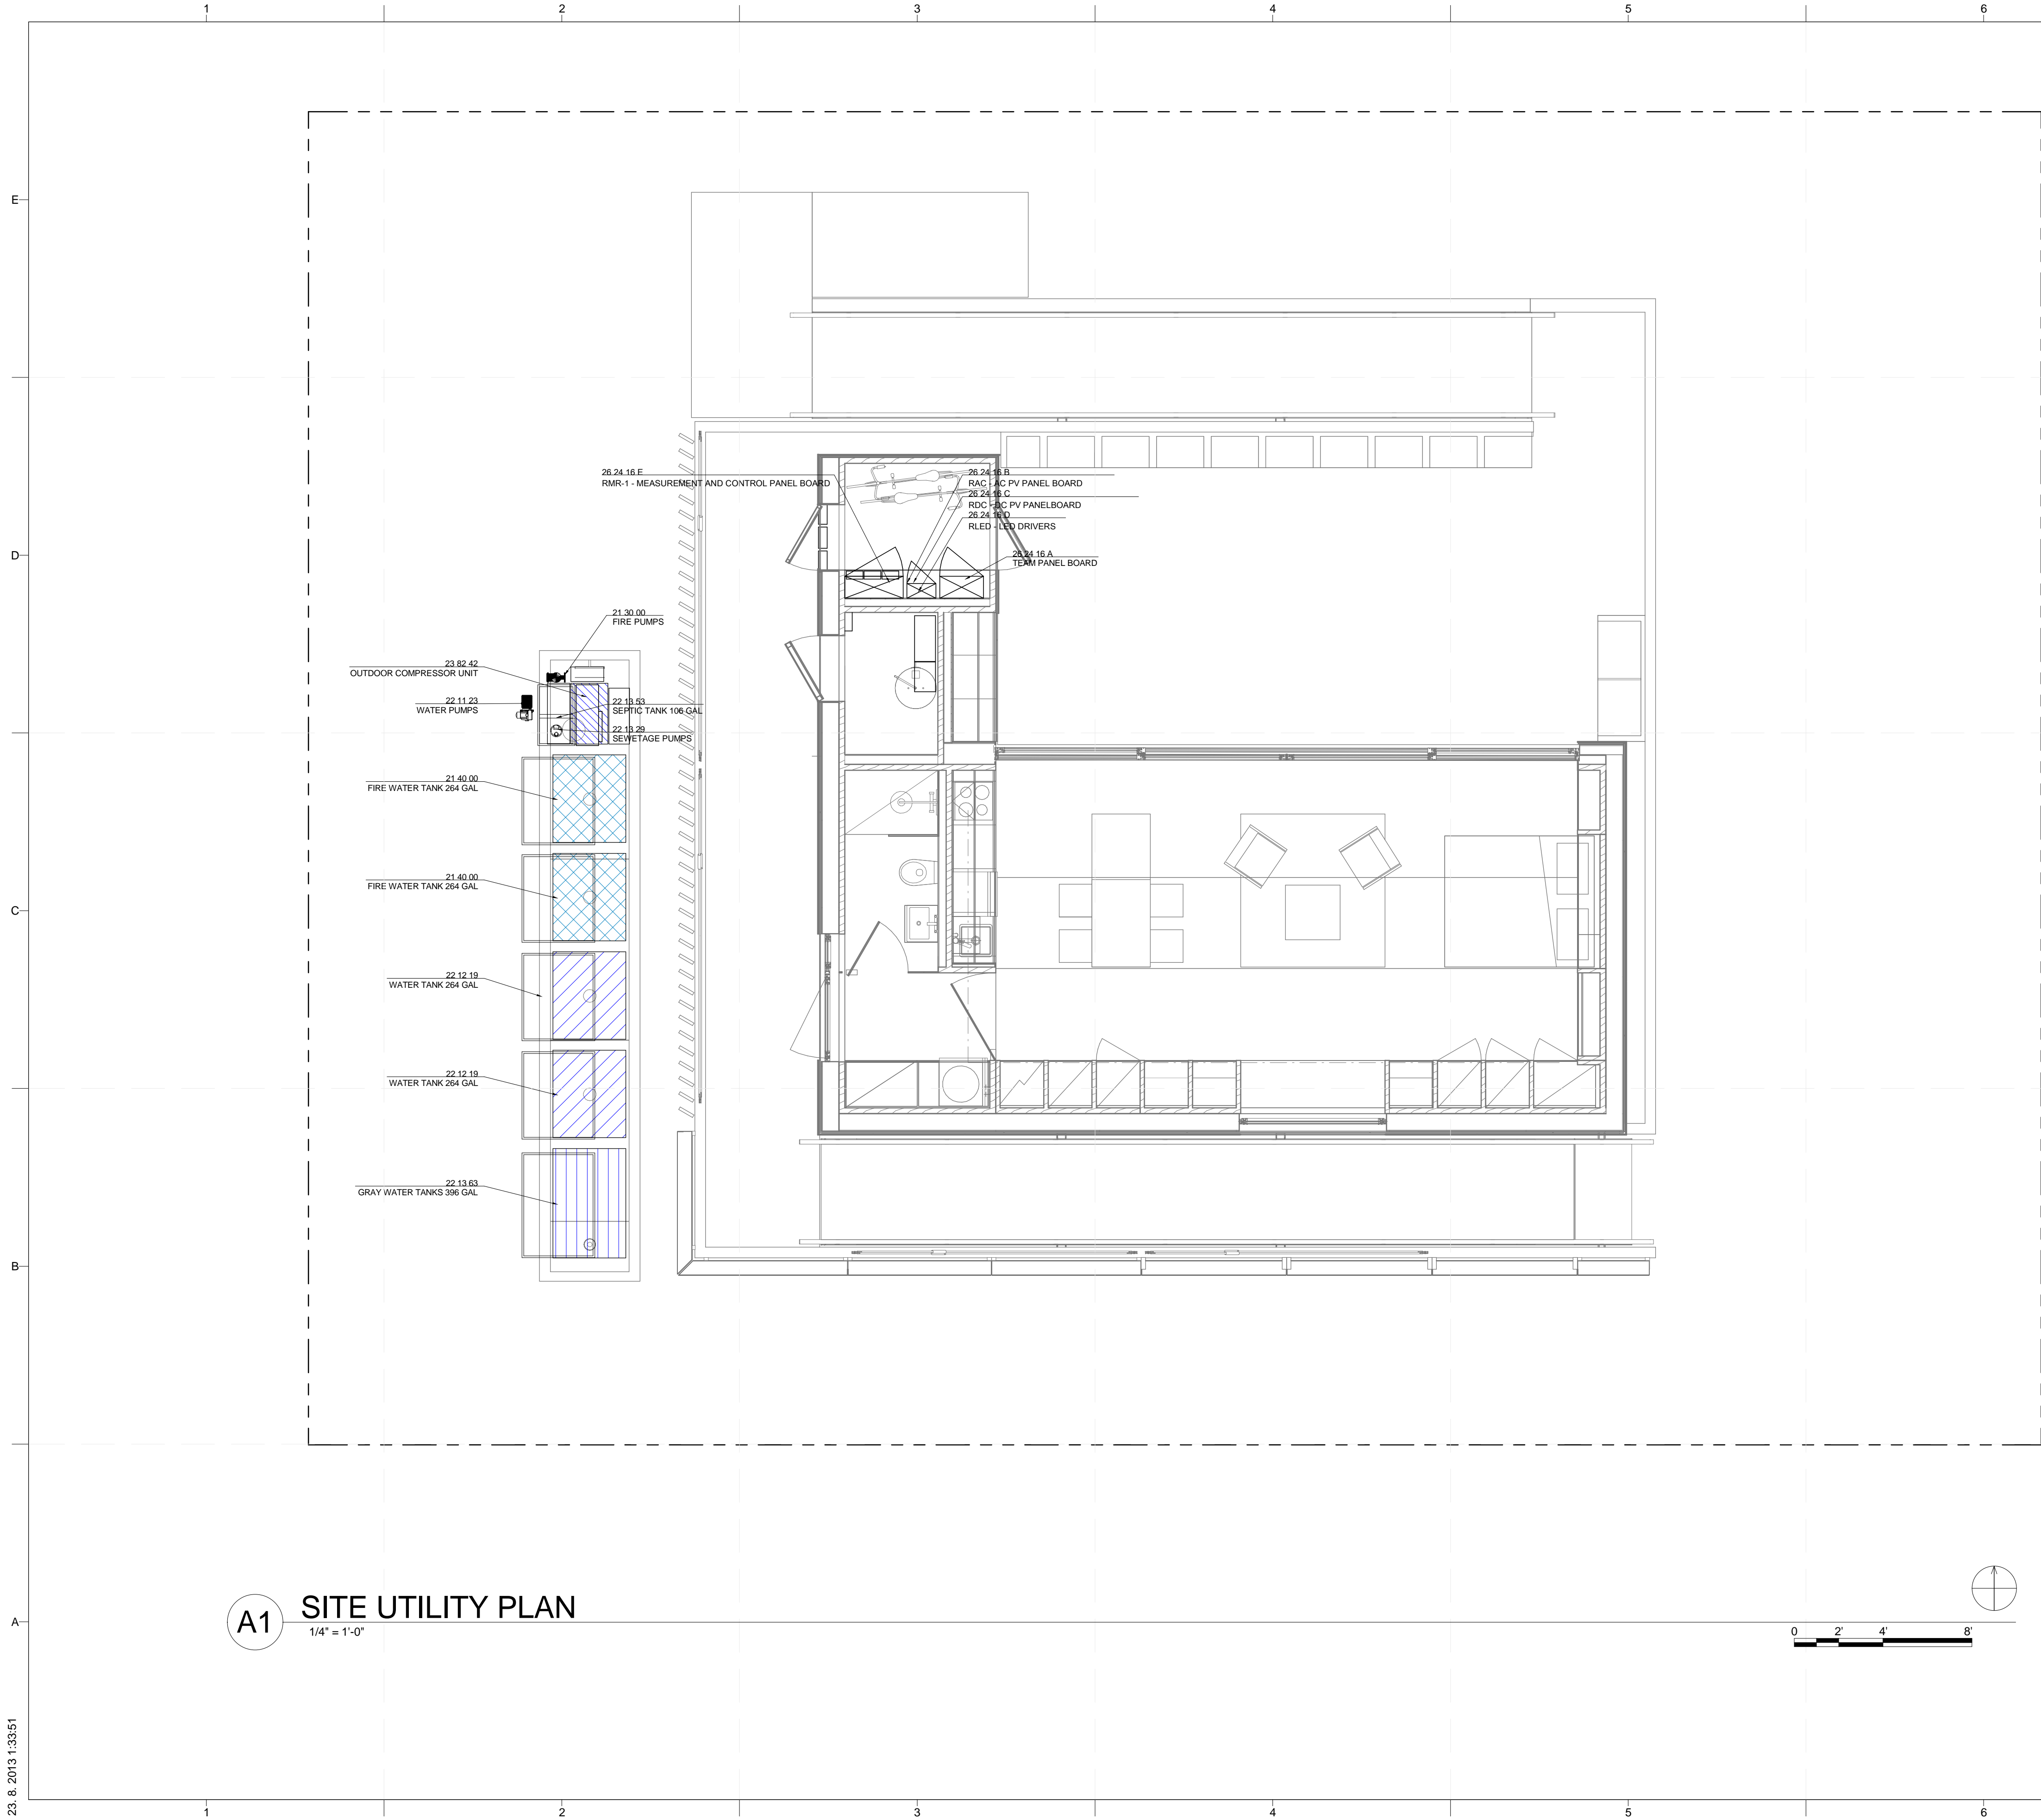 1 2 3 4 5 6
E
26 24 16 E
RMR-1 - MEASUREMENT AND CONTROL PANEL BOARD
26 24 16 B
RAC - AC PV PANEL BOARD
26 24 16 C
RDC - DC PV PANELBOARD
26 24 16 D
RLED - LED DRIVERS
D
26 24 16 A
TEAM PANEL BOARD
21 30 00
FIRE PUMPS
23 82 42
OUTDOOR COMPRESSOR UNIT
22 11 23
WATER PUMPS
22 13 53
SEPTIC TANK 106 GAL
22 13 29
SEWETAGE PUMPS
21 40 00
FIRE WATER TANK 264 GAL
21 40 00
FIRE WATER TANK 264 GAL
C
22 12 19
WATER TANK 264 GAL
22 12 19
WATER TANK 264 GAL
22 13 63
GRAY WATER TANKS 396 GAL
B
A1 SITE UTILITY PLAN
1/4" = 1'-0"
A
0 2' 4' 8'
23. 8. 2013 1:33:51
1 2 3 4 5 6